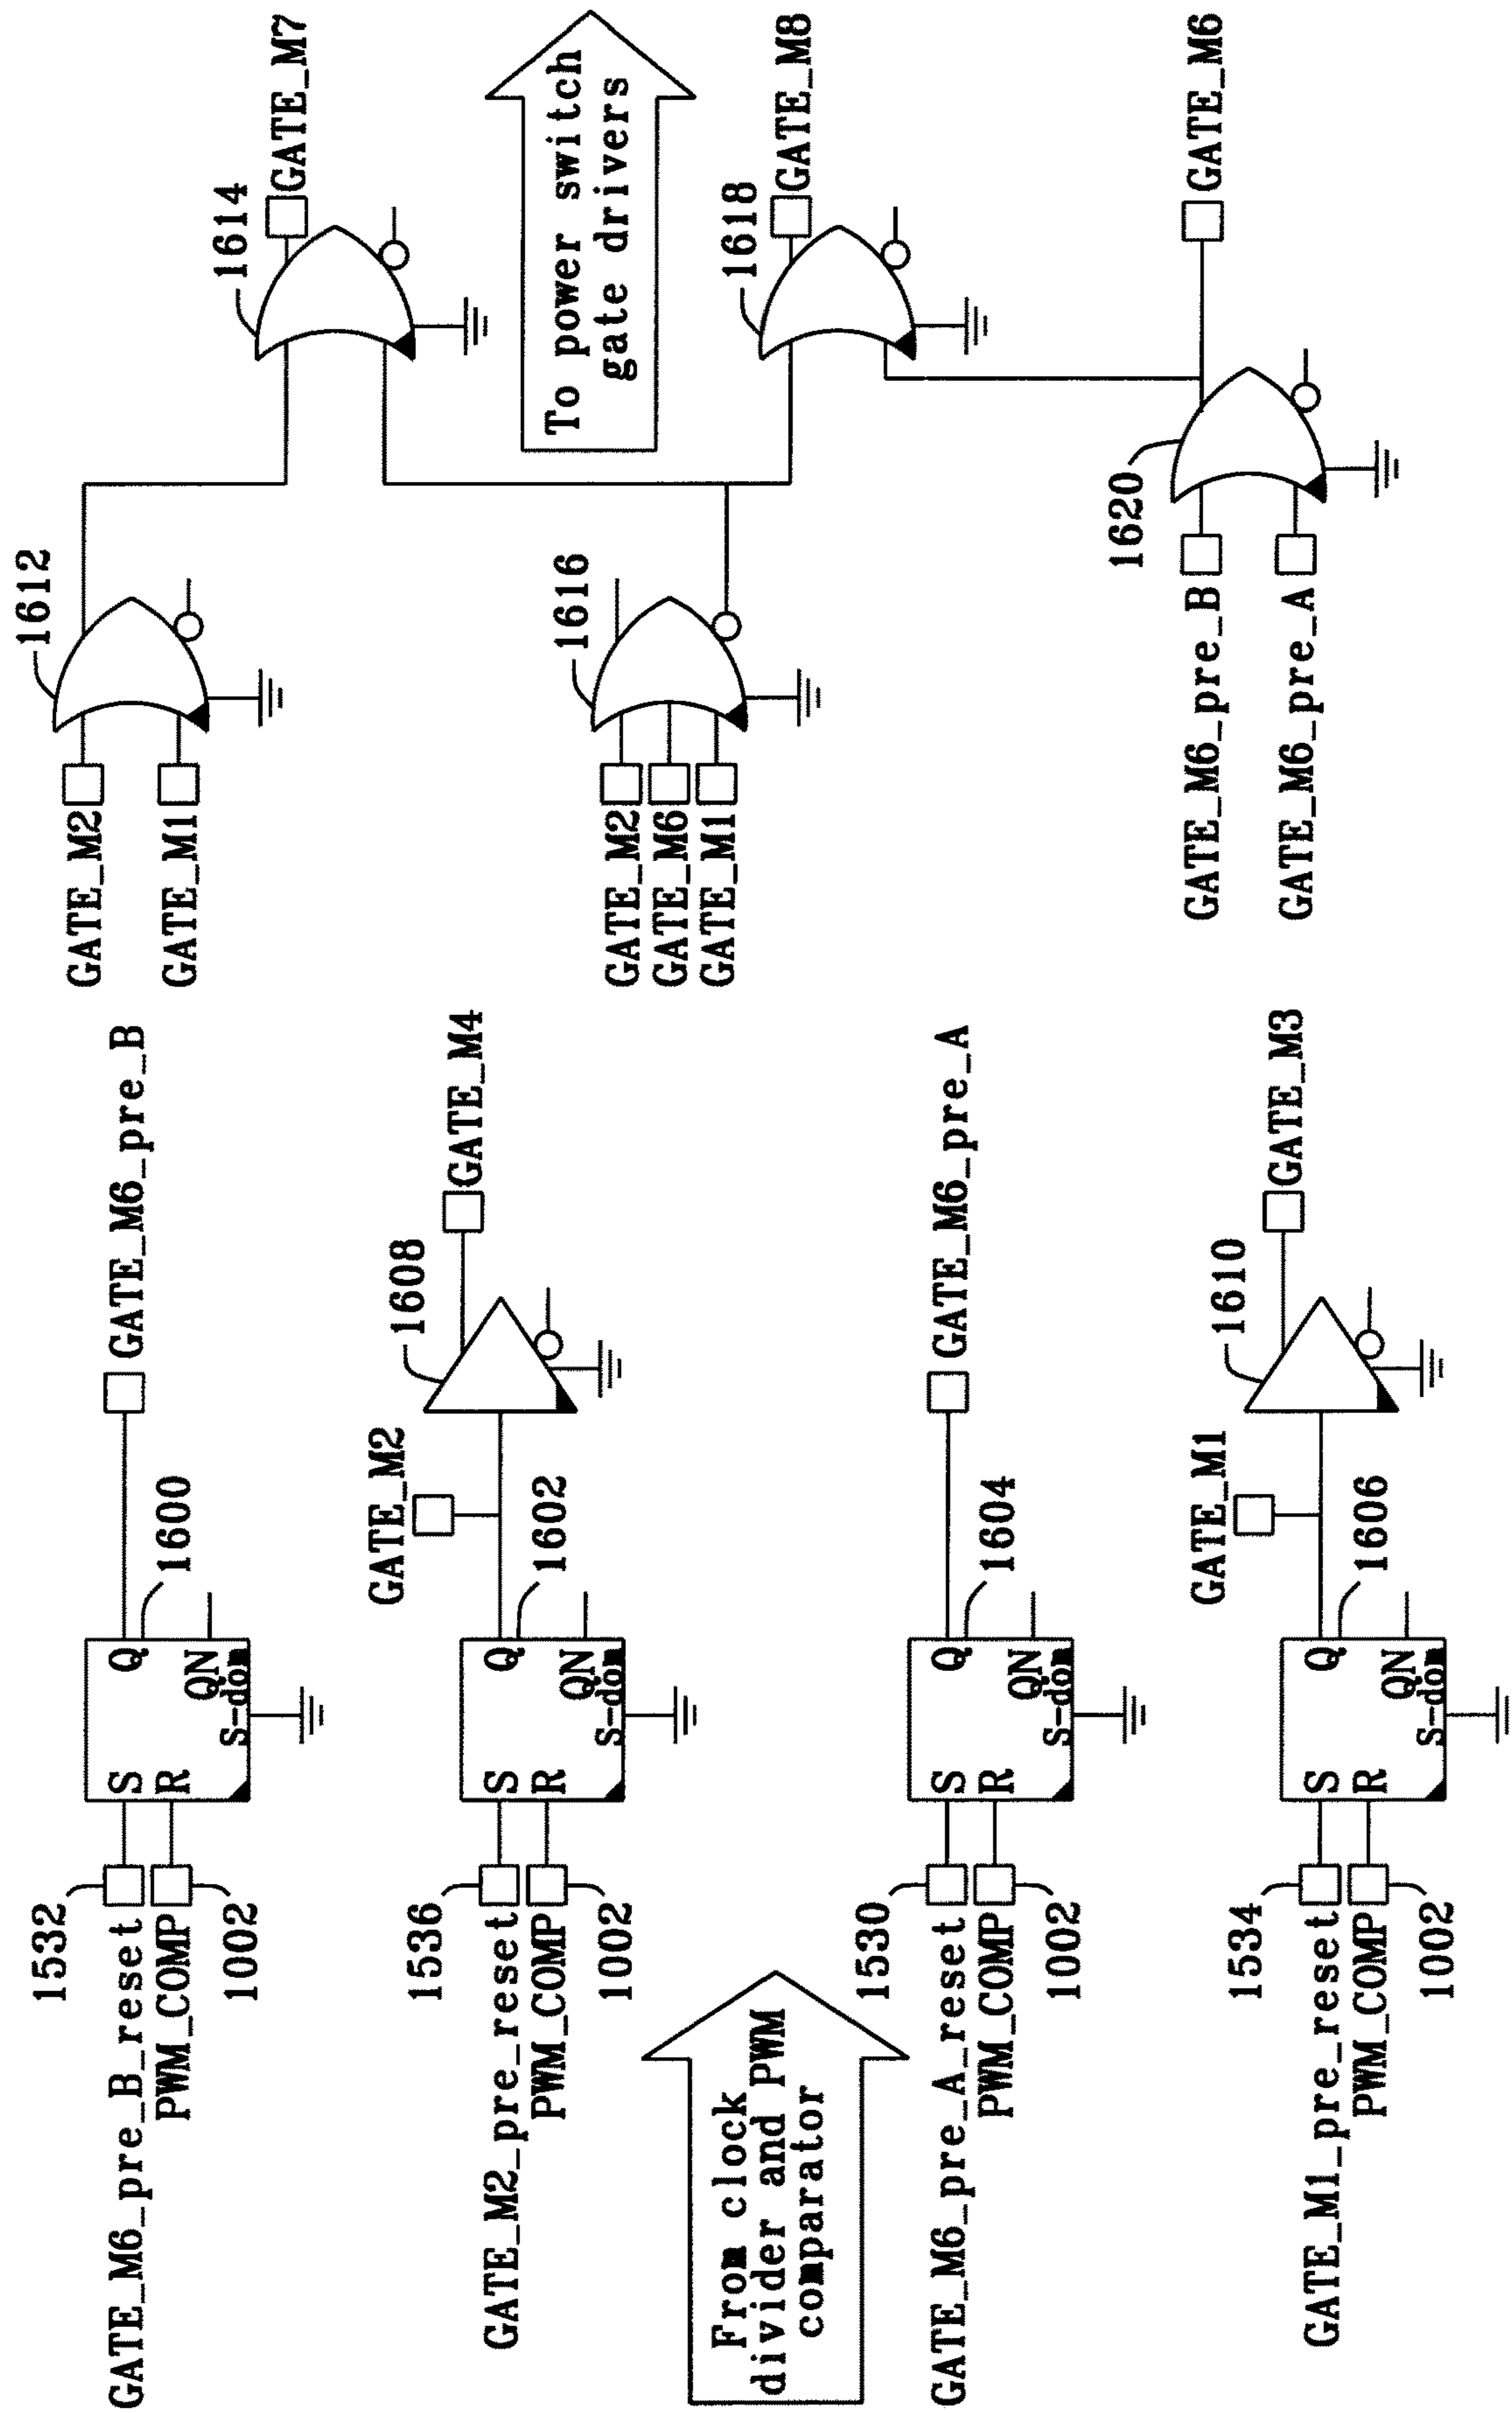 1532
GATE_M6_pre_B_reset
PWM_COMP
1002
S
R
Q
QN
S-dom
1600
GATE_M6_pre_B
1536
GATE_M2_pre_reset
PWM_COMP
1002
S
R
Q
QN
S-dom
1602
GATE_M2
1608
GATE_M4
From clock
divider and PWM
comparator
1530
GATE_M6_pre_A_reset
PWM_COMP
1002
S
R
Q
QN
S-dom
1604
GATE_M6_pre_A
1534
GATE_M1_pre_reset
PWM_COMP
1002
S
R
Q
QN
S-dom
1606
GATE_M1
1610
GATE_M3
1612
GATE_M2
GATE_M1
1614
GATE_M7
To power switch
gate drivers
1616
GATE_M2
GATE_M6
GATE_M1
1618
GATE_M8
1620
GATE_M6_pre_B
GATE_M6_pre_A
GATE_M6